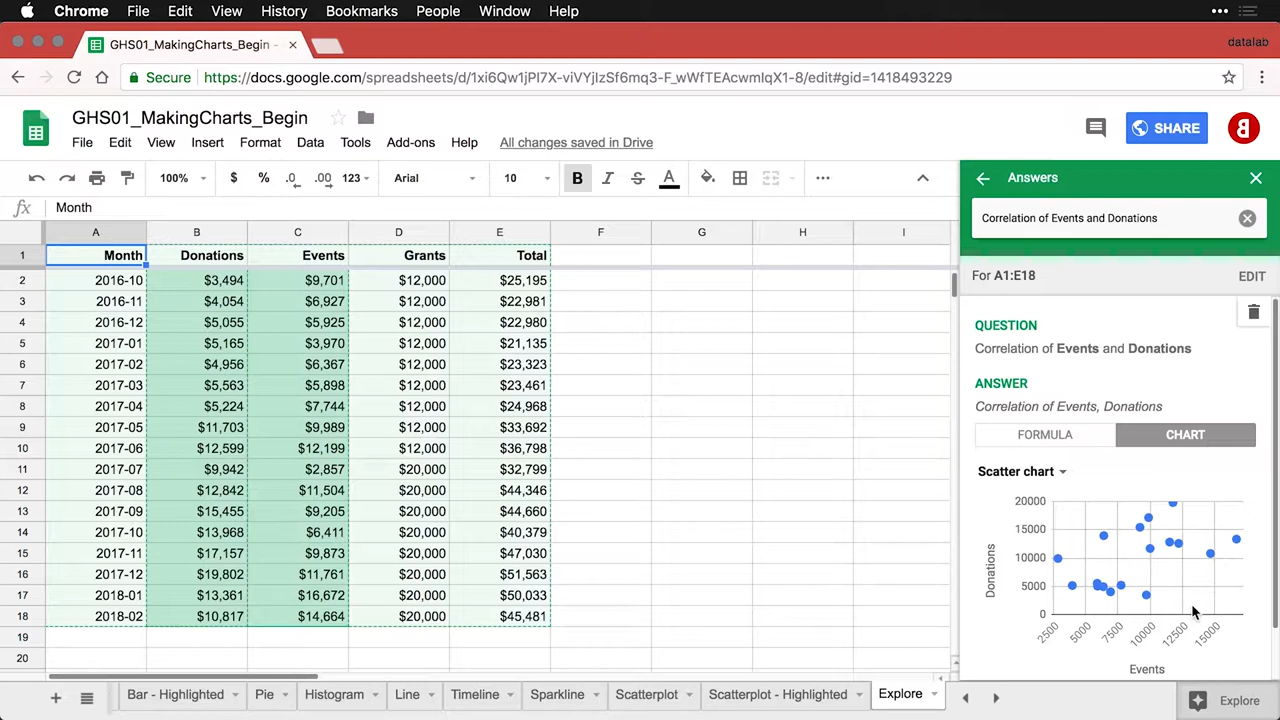 Chrome File Edit View History Bookmarks People Window Help
GHS01_MakingCharts_Begin -
datalab
Secure https://docs.google.com/spreadsheets/d/1xi6Qw1jPl7X-viVYjIzSf6mq3-F_wWfTEAcwmIqX1-8/edit#gid=1418493229
GHS01_MakingCharts_Begin
File Edit View Insert Format Data Tools Add-ons Help All changes saved in Drive
SHARE
100% $ % .0 .00 123 Arial 10 B I S A
fx Month
A B C D E F G H I
1 Month Donations Events Grants Total
2 2016-10 $3,494 $9,701 $12,000 $25,195
3 2016-11 $4,054 $6,927 $12,000 $22,981
4 2016-12 $5,055 $5,925 $12,000 $22,980
5 2017-01 $5,165 $3,970 $12,000 $21,135
6 2017-02 $4,956 $6,367 $12,000 $23,323
7 2017-03 $5,563 $5,898 $12,000 $23,461
8 2017-04 $5,224 $7,744 $12,000 $24,968
9 2017-05 $11,703 $9,989 $12,000 $33,692
10 2017-06 $12,599 $12,199 $12,000 $36,798
11 2017-07 $9,942 $2,857 $20,000 $32,799
12 2017-08 $12,842 $11,504 $20,000 $44,346
13 2017-09 $15,455 $9,205 $20,000 $44,660
14 2017-10 $13,968 $6,411 $20,000 $40,379
15 2017-11 $17,157 $9,873 $20,000 $47,030
16 2017-12 $19,802 $11,761 $20,000 $51,563
17 2018-01 $13,361 $16,672 $20,000 $50,033
18 2018-02 $10,817 $14,664 $20,000 $45,481
19
20
Bar - Highlighted Pie Histogram Line Timeline Sparkline Scatterplot Scatterplot - Highlighted Explore
Answers
Correlation of Events and Donations
For A1:E18 EDIT
QUESTION
Correlation of Events and Donations
ANSWER
Correlation of Events, Donations
FORMULA CHART
Scatter chart
20000
15000
10000
5000
0
Donations
2500 5000 7500 10000 12500 15000
Events
Explore